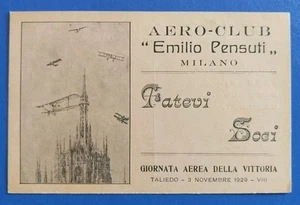 AERO-CLUB
"Emilio Pensuti„
MILANO
Fatevi
Soci
GIORNATA AEREA DELLA VITTORIA
TALIEDO - 3 NOVEMBRE 1929 - VIII